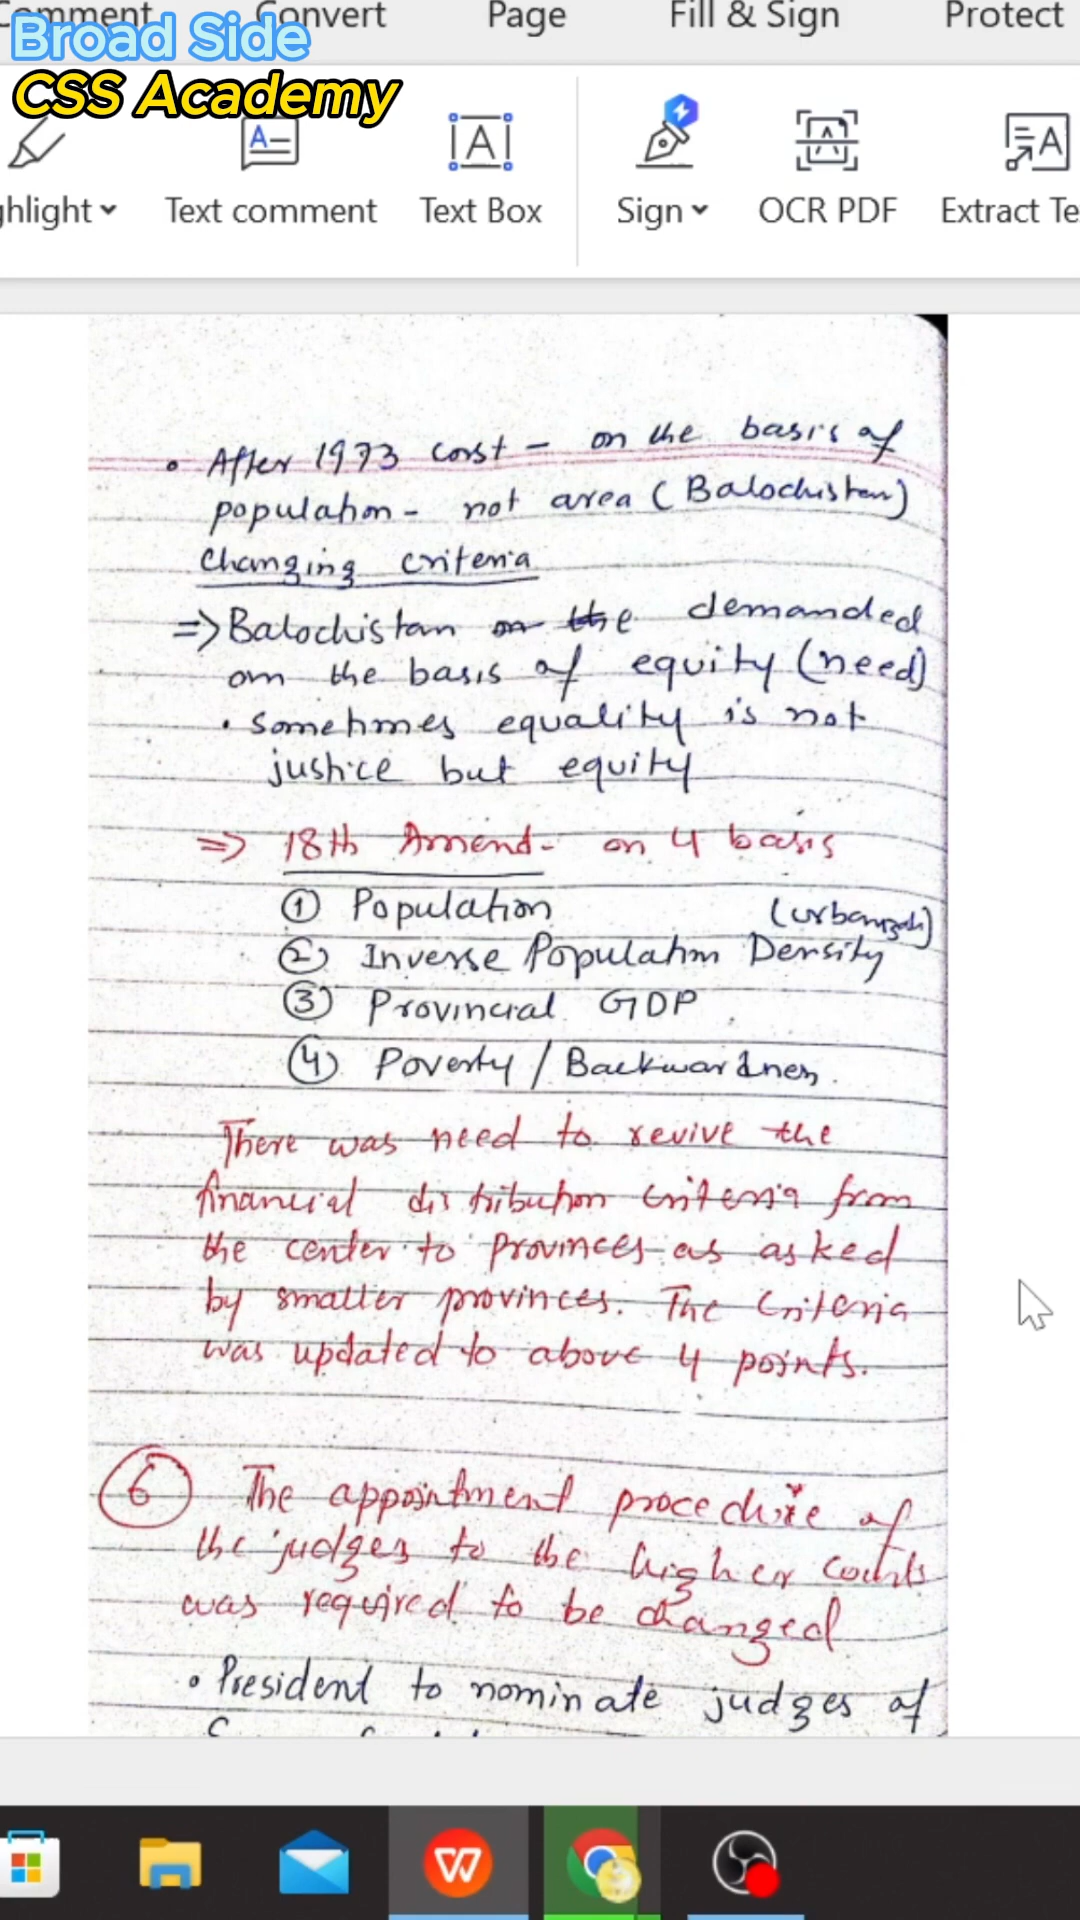 Comment Convert Page Fill & Sign Protect
Broad Side
CSS Academy
ghlight Text comment Text Box Sign OCR PDF Extract Te
• After 1973 const - on the basis of
population - not area (Balochistan)
Changing criteria
=> Balochistan on the demanded
on the basis of equity (need)
• Sometimes equality is not
justice but equity
=> 18th Amend - on 4 basis
① Population
② Inverse Population Density
③ Provincial GDP
④ Poverty / Backwardness.
There was need to revive the
financial distribution criteria from
the center to provinces as asked
by smaller provinces. The Criteria
was updated to above 4 points.
⑥ The appointment procedure of
the judges to the higher courts
was required to be changed
• President to nominate judges of